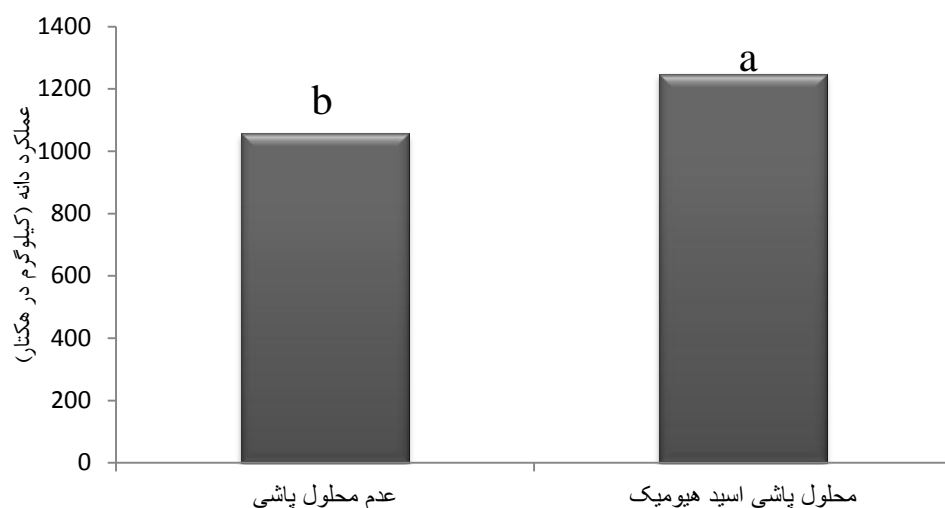 عملکرد دانه (کیلوگرم در هکتار)
1400
1200
1000
800
600
400
200
0
b
a
عدم محلول پاشی
محلول پاشی اسید هیومیک